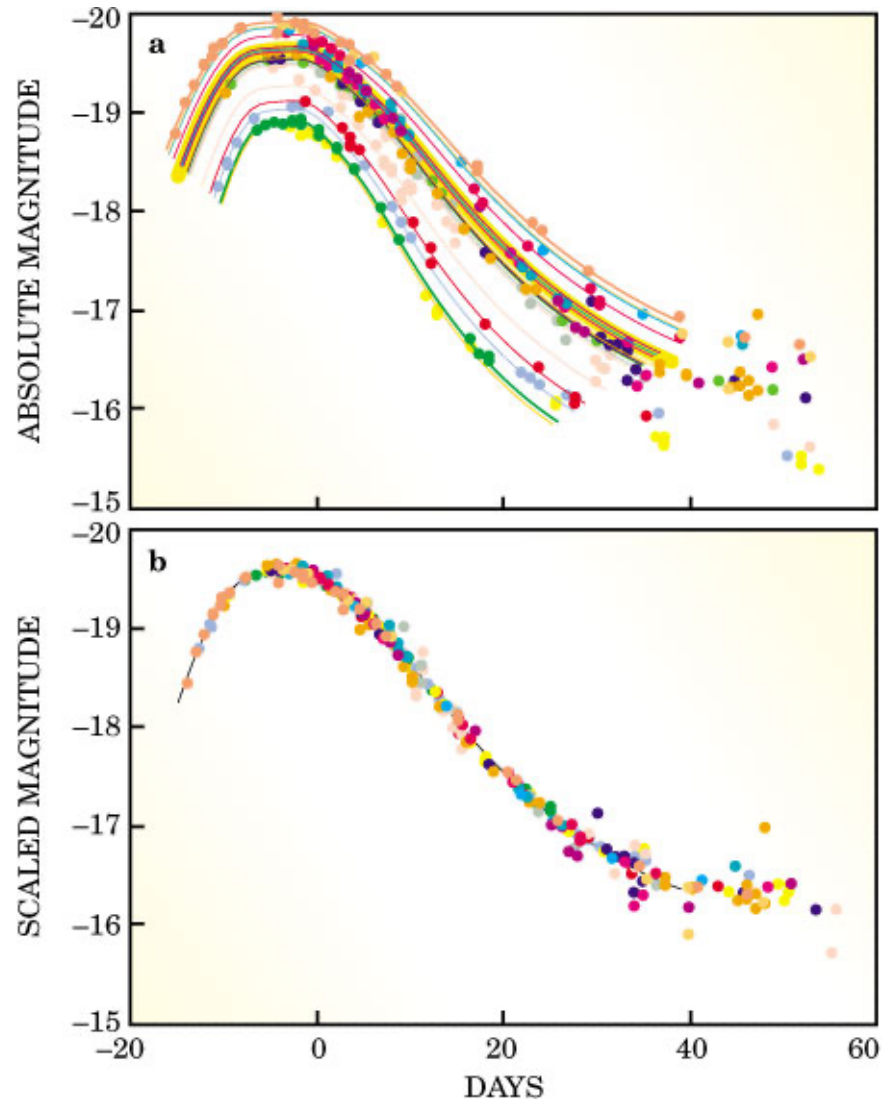 a
ABSOLUTE MAGNITUDE
–20
–19
–18
–17
–16
–15
b
SCALED MAGNITUDE
–20
–19
–18
–17
–16
–15
–20 0 20 40 60
DAYS